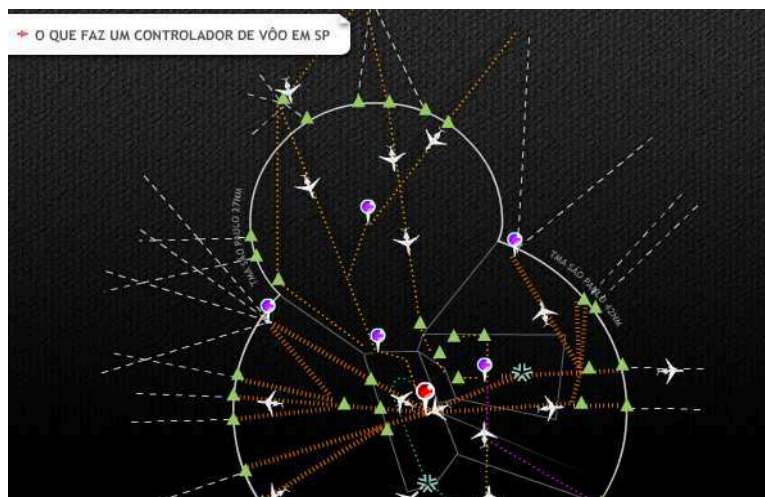 O QUE FAZ UM CONTROLADOR DE VÔO EM SP
TMA SÃO PAULO 27NM
TMA SÃO PAULO 42NM